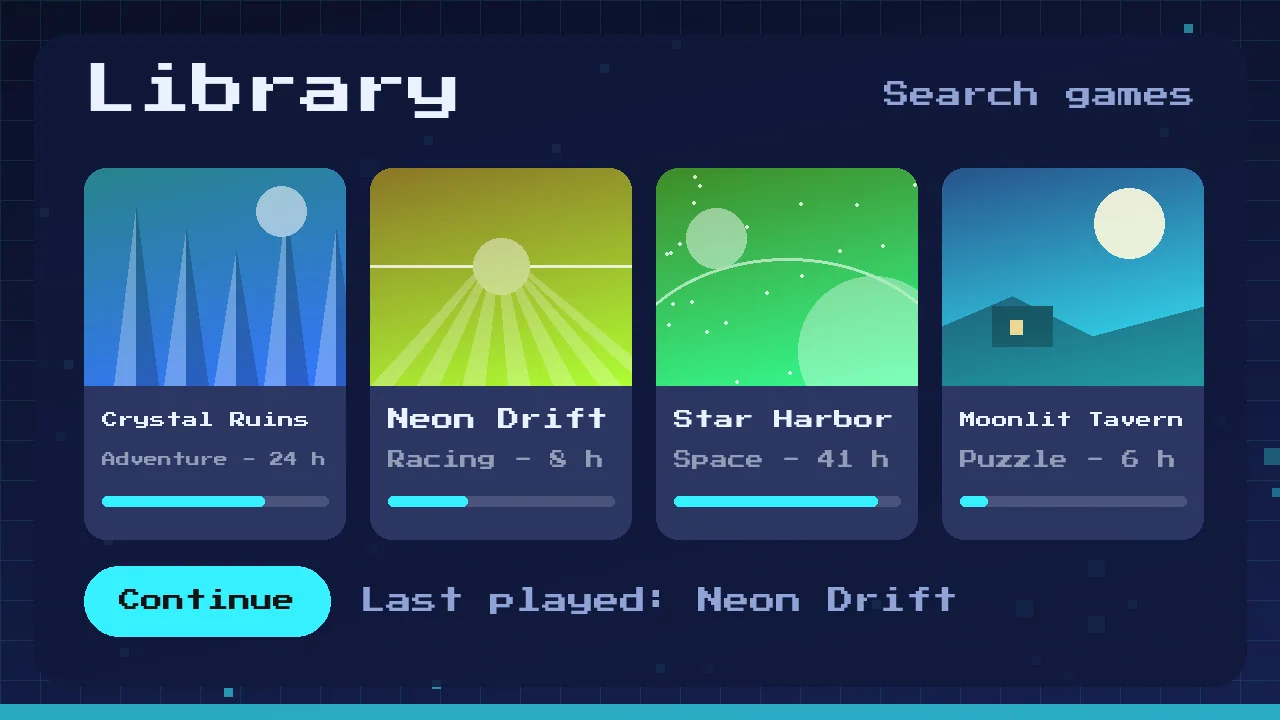 Library
Search games
Crystal Ruins
Adventure - 24 h
Neon Drift
Racing - 8 h
Star Harbor
Space - 41 h
Moonlit Tavern
Puzzle - 6 h
Continue
Last played: Neon Drift